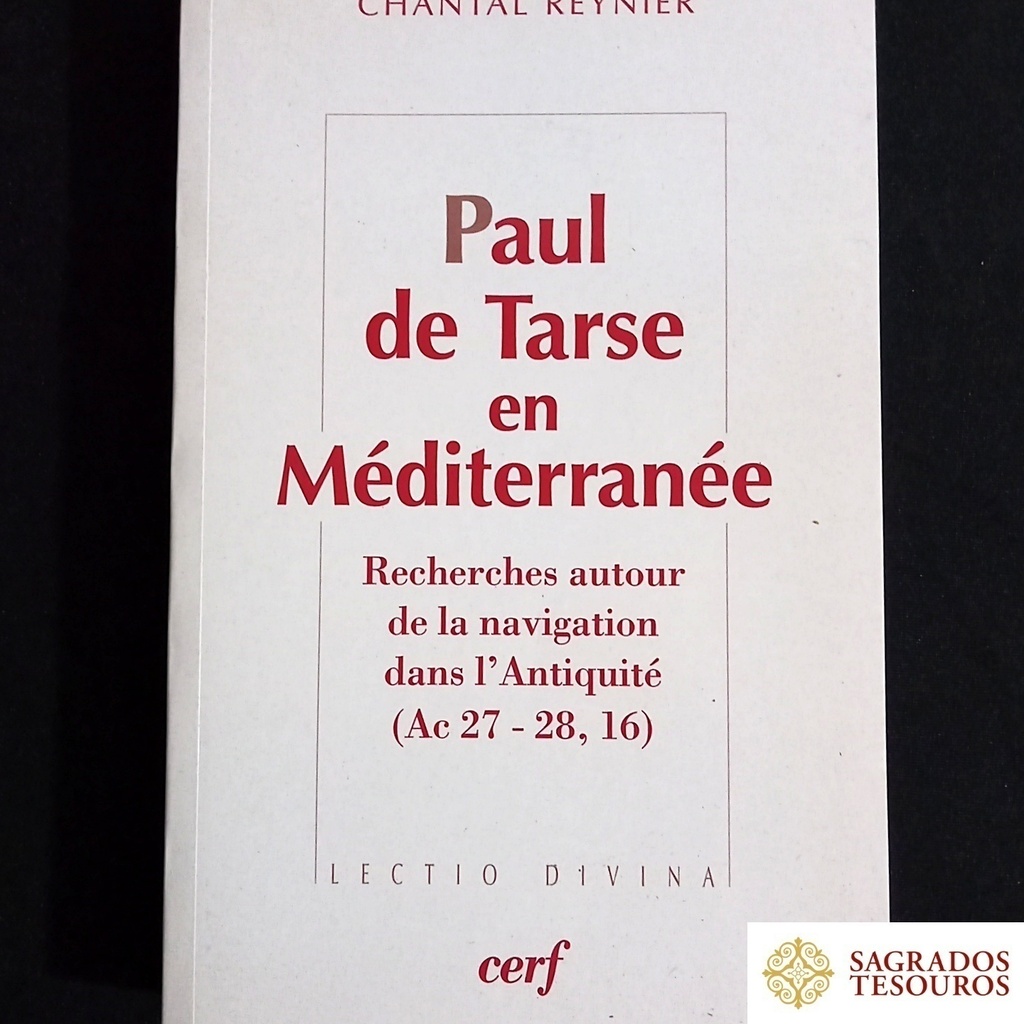 CHANTAL REYNIER
Paul
de Tarse
en
Méditerranée
Recherches autour
de la navigation
dans l'Antiquité
(Ac 27 - 28, 16)
LECTIO DIVINA
cerf
SAGRADOS
TESOUROS